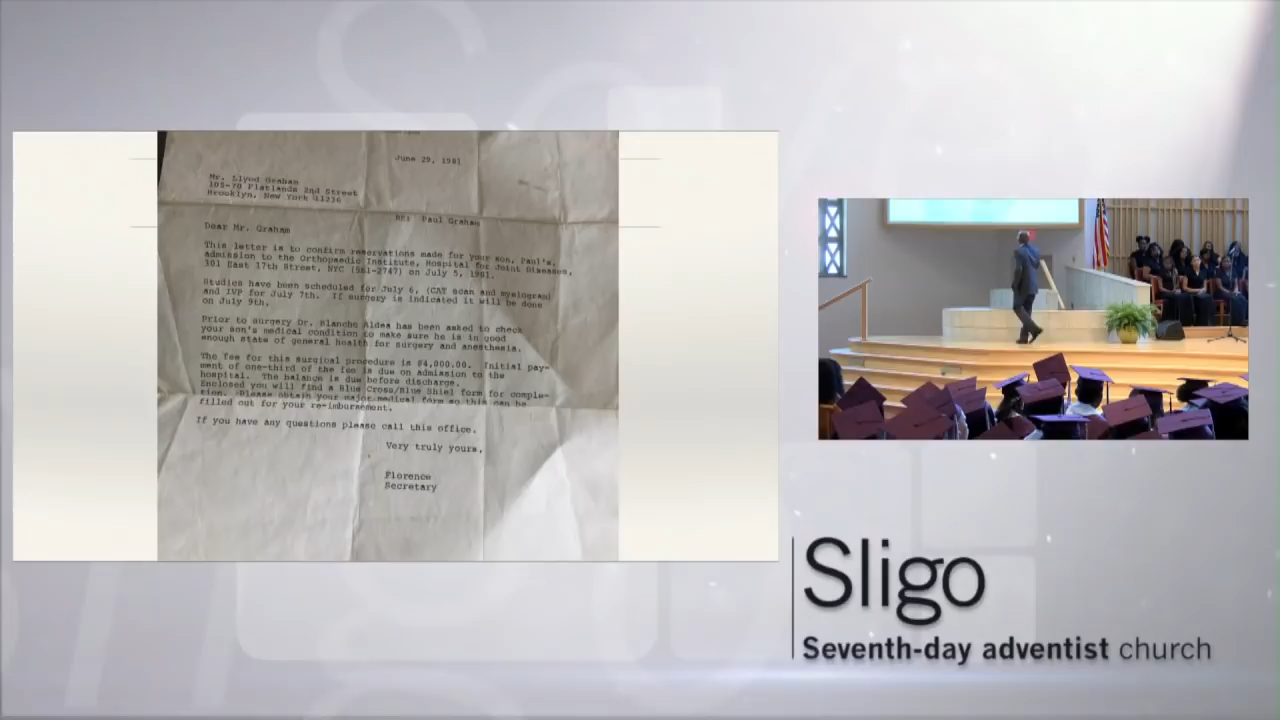 June 29, 1981
Mr. Llyod Graham
105-70 Flatlands 2nd Street
Brooklyn, New York 11236
RE: Paul Graham
Dear Mr. Graham
This letter is to confirm reservations made for your son, Paul's,
admission to the Orthopaedic Institute, Hospital for Joint Diseases,
301 East 17th Street, NYC (561-2747) on July 5, 1981.
Studies have been scheduled for July 6, (CAT scan and myelogram)
and IVP for July 7th. If surgery is indicated it will be done
on July 9th.
Prior to surgery Dr. Blanche Aldea has been asked to check
your son's medical condition to make sure he is in good
enough state of general health for surgery and anesthesia.
The fee for this surgical procedure is $4,000.00. Initial pay-
ment of one-third of the fee is due on admission to the
hospital. The balance is due before discharge.
Enclosed you will find a Blue Cross/Blue Shiel form for comple-
tion. Please obtain your major medical form so this can be
filled out for your re-imbursement.
If you have any questions please call this office.
Very truly yours,
Florence
Secretary
Sligo
Seventh-day adventist church